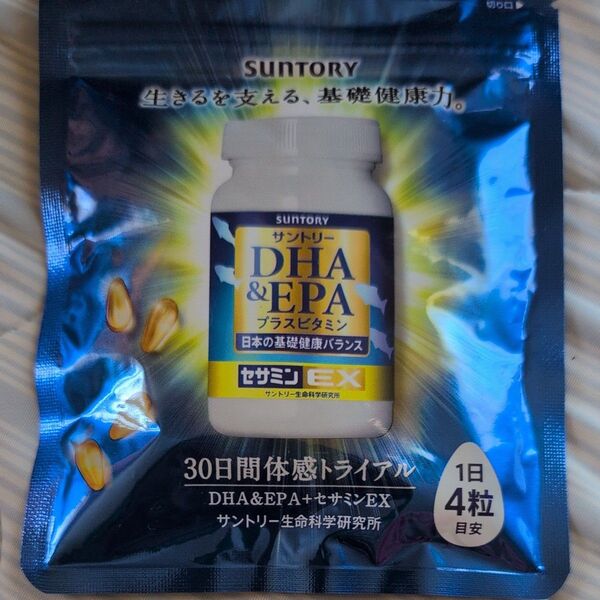 切り口
SUNTORY
生きるを支える、基礎健康力。
SUNTORY
サントリー
DHA
&EPA
プラスビタミン
日本の基礎健康バランス
セサミンEX
サントリー生命科学研究所
30日間体感トライアル
DHA&EPA+セサミンEX
サントリー生命科学研究所
1日
4粒
目安